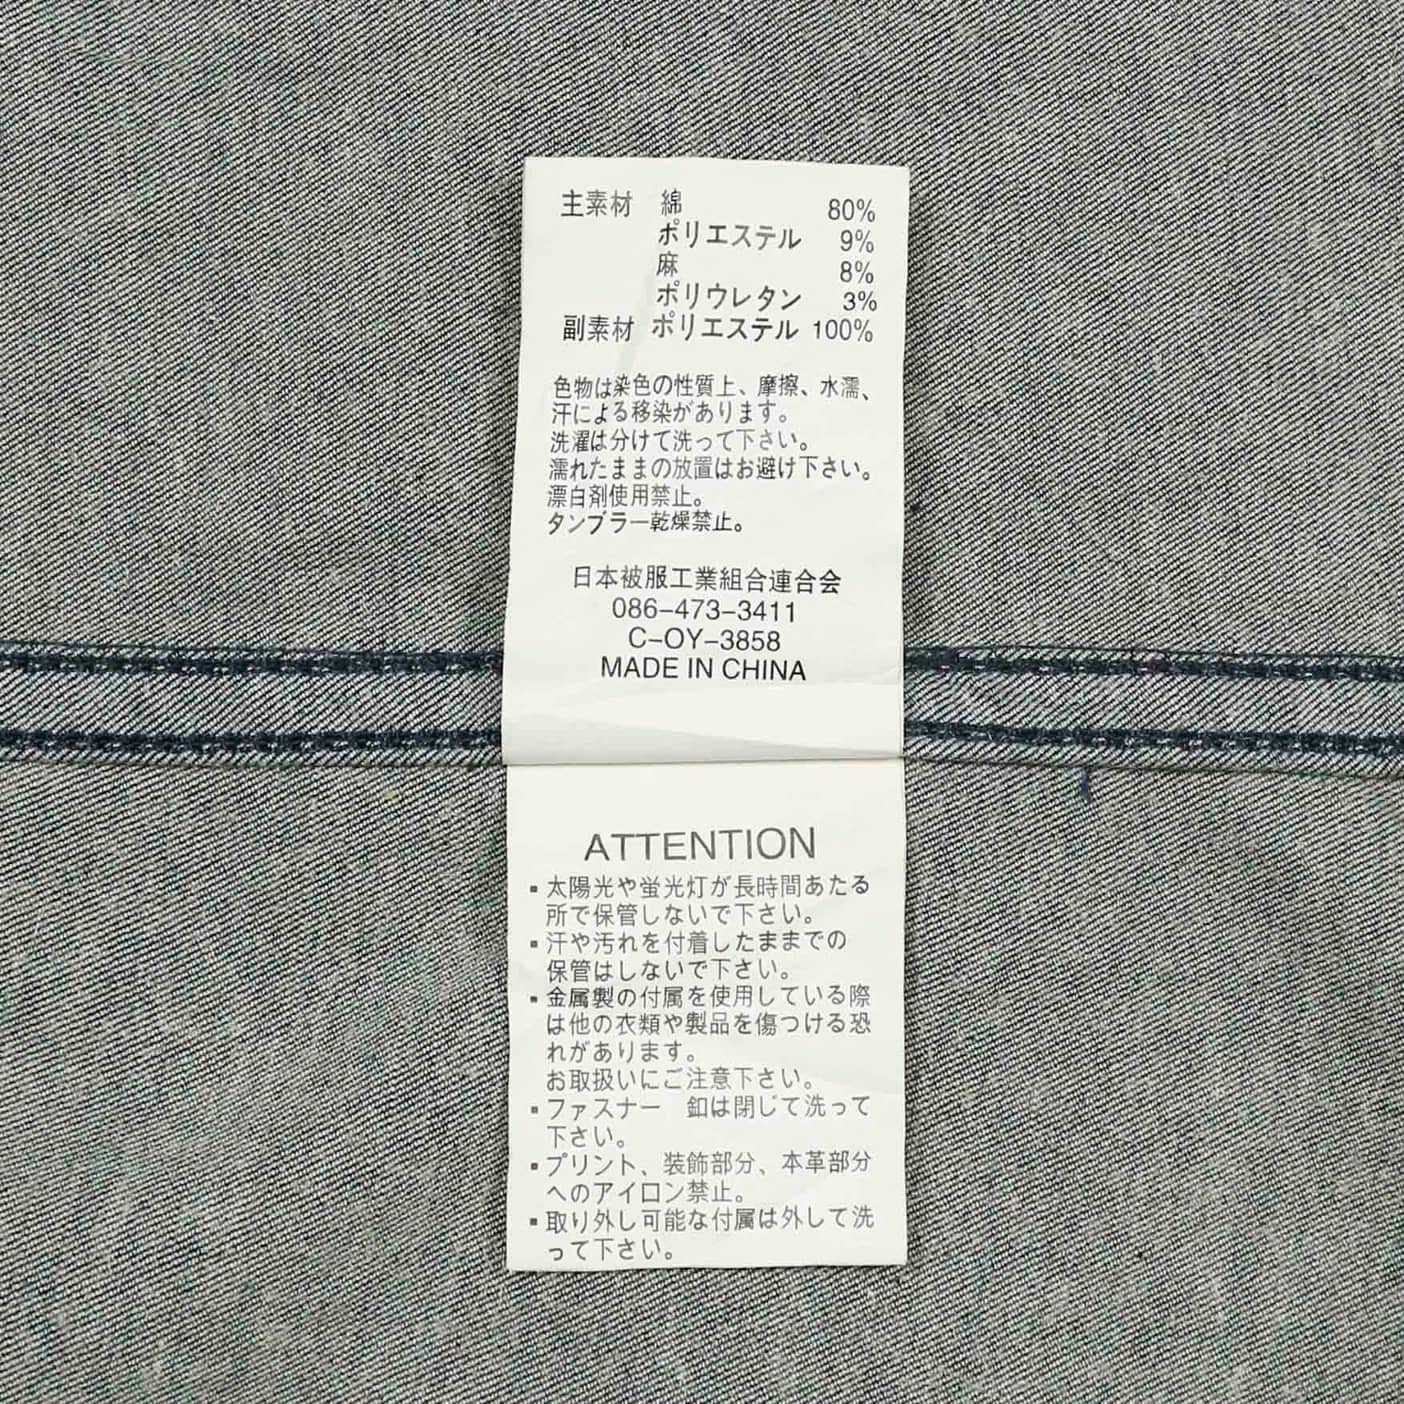 主素材 綿 80%
ポリエステル 9%
麻 8%
ポリウレタン 3%
副素材 ポリエステル 100%
色物は染色の性質上、摩擦、水濡、
汗による移染があります。
洗濯は分けて洗って下さい。
濡れたままの放置はお避け下さい。
漂白剤使用禁止。
タンブラー乾燥禁止。
日本被服工業組合連合会
086-473-3411
C-OY-3858
MADE IN CHINA
ATTENTION
▪太陽光や蛍光灯が長時間あたる
所で保管しないで下さい。
▪汗や汚れを付着したままでの
保管はしないで下さい。
▪金属製の付属を使用している際
は他の衣類や製品を傷つける恐
れがあります。
お取扱いにご注意下さい。
▪ファスナー 釦は閉じて洗って
下さい。
▪プリント、装飾部分、本革部分
へのアイロン禁止。
▪取り外し可能な付属は外して洗
って下さい。